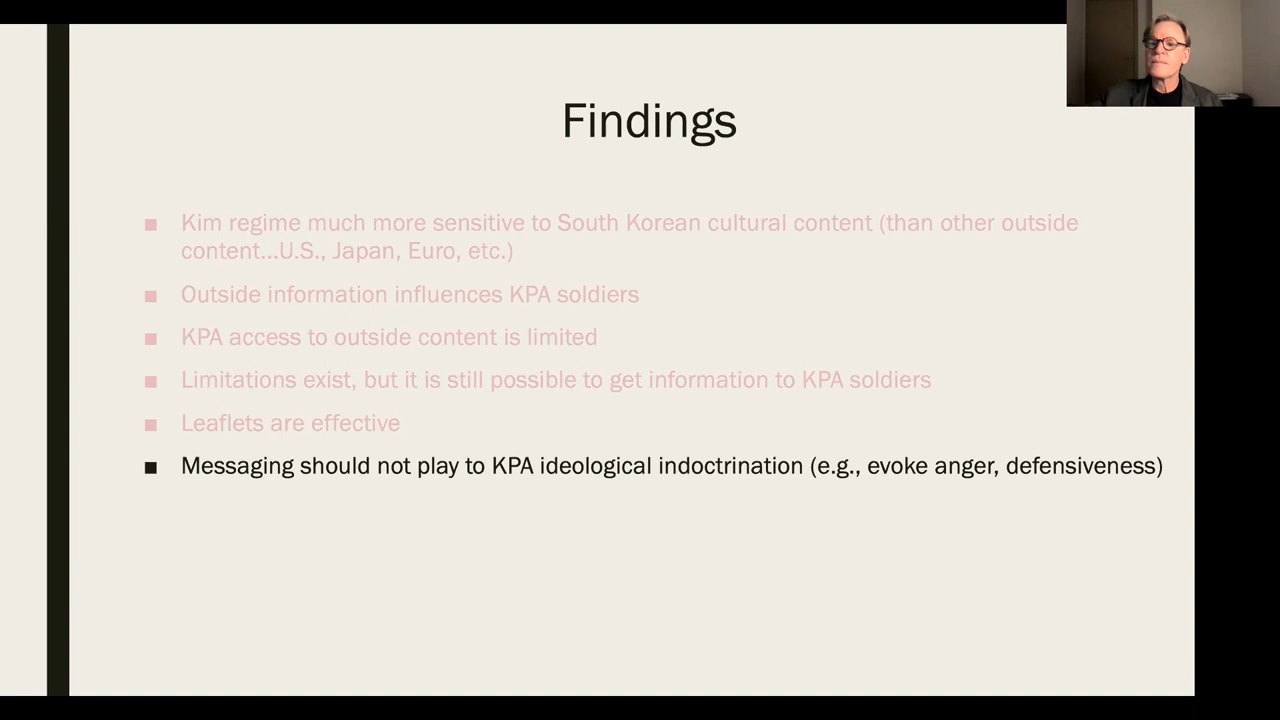 Findings
■ Kim regime much more sensitive to South Korean cultural content (than other outside
content...U.S., Japan, Euro, etc.)
■ Outside information influences KPA soldiers
■ KPA access to outside content is limited
■ Limitations exist, but it is still possible to get information to KPA soldiers
■ Leaflets are effective
■ Messaging should not play to KPA ideological indoctrination (e.g., evoke anger, defensiveness)